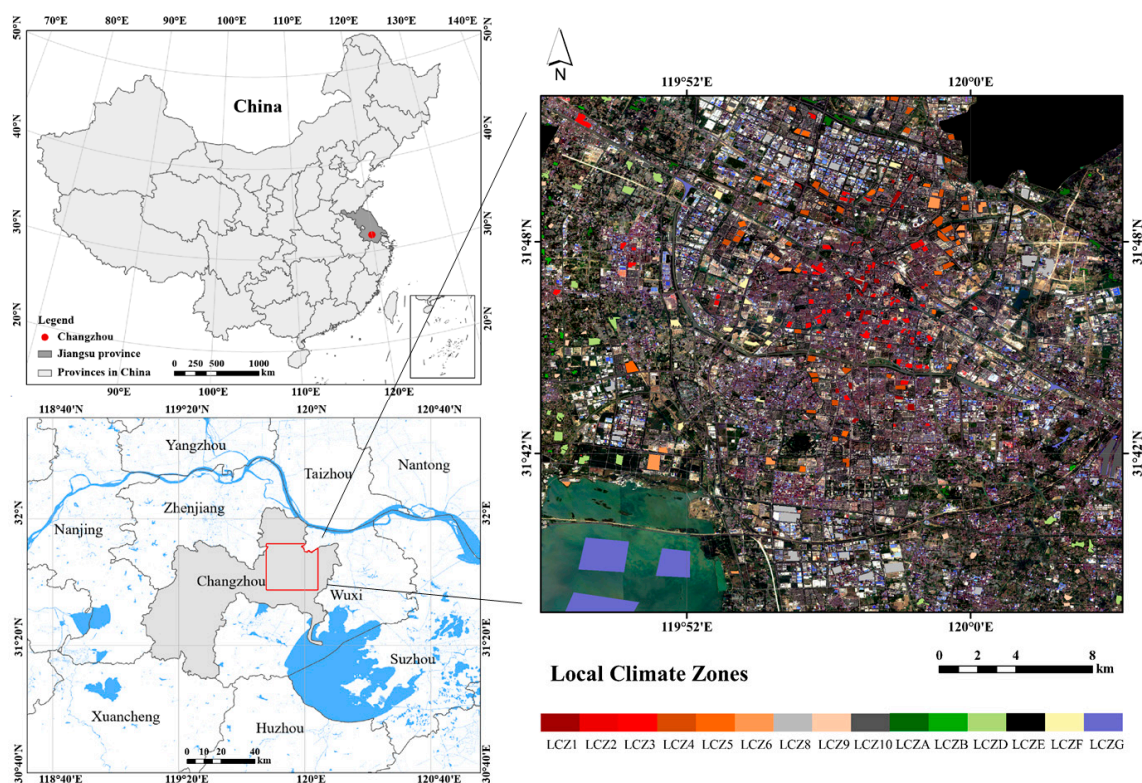 70°E 80°E 90°E 100°E 110°E 120°E 130°E 140°E
50°N
50°N
40°N
40°N
30°N
30°N
20°N
20°N
China
Legend
Changzhou
Jiangsu province
Provinces in China
0 250 500 1000
km
90°E 100°E 110°E 120°E
118°40'E 119°20'E 120°E 120°40'E
Yangzhou
Taizhou
Nantong
Zhenjiang
Nanjing
Changzhou
Wuxi
Suzhou
Xuancheng
Huzhou
32°N
32°E
31°20'N
31°20'N
30°40'N
30°40'N
0 10 20 40
km
118°40'E 119°20'E 120°E 120°40'E
N
119°52'E 120°0'E
31°48'N
31°48'N
31°42'N
31°42'N
119°52'E 120°0'E
0 2 4 8
km
Local Climate Zones
LCZ1 LCZ2 LCZ3 LCZ4 LCZ5 LCZ6 LCZ8 LCZ9 LCZ10 LCZA LCZB LCZD LCZE LCZF LCZG